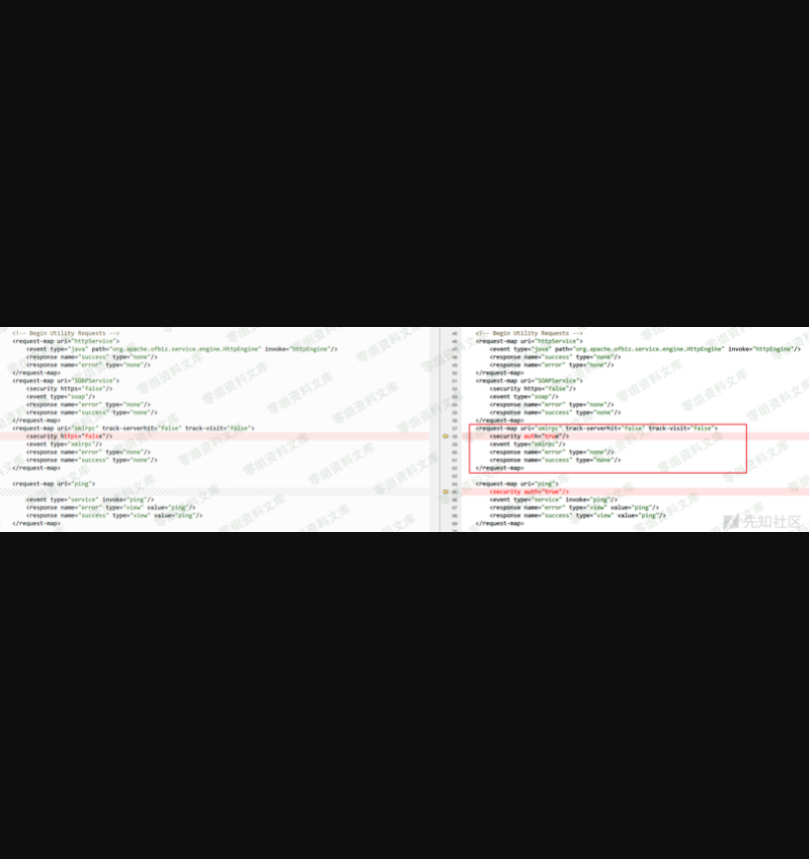 <!-- Begin Utility Requests -->
<request-map uri="httpService">
<event type="java" path="org.apache.ofbiz.service.engine.HttpEngine" invoke="httpEngine"/>
<response name="success" type="none"/>
<response name="error" type="none"/>
</request-map>
<request-map uri="SOAPService">
<security https="false"/>
<event type="soap"/>
<response name="error" type="none"/>
<response name="success" type="none"/>
</request-map>
<request-map uri="xmlrpc" track-serverhit="false" track-visit="false">
<security https="false"/>
<event type="xmlrpc"/>
<response name="error" type="none"/>
<response name="success" type="none"/>
</request-map>
<request-map uri="ping">
<event type="service" invoke="ping"/>
<response name="error" type="view" value="ping"/>
<response name="success" type="view" value="ping"/>
</request-map>
<!-- Begin Utility Requests -->
<request-map uri="httpService">
<event type="java" path="org.apache.ofbiz.service.engine.HttpEngine" invoke="httpEngine"/>
<response name="success" type="none"/>
<response name="error" type="none"/>
</request-map>
<request-map uri="SOAPService">
<security https="false"/>
<event type="soap"/>
<response name="error" type="none"/>
<response name="success" type="none"/>
</request-map>
<request-map uri="xmlrpc" track-serverhit="false" track-visit="false">
<security auth="true"/>
<event type="xmlrpc"/>
<response name="error" type="none"/>
<response name="success" type="none"/>
</request-map>
<request-map uri="ping">
<security auth="true"/>
<event type="service" invoke="ping"/>
<response name="error" type="view" value="ping"/>
<response name="success" type="view" value="ping"/>
</request-map>
零组资料文库
先知社区